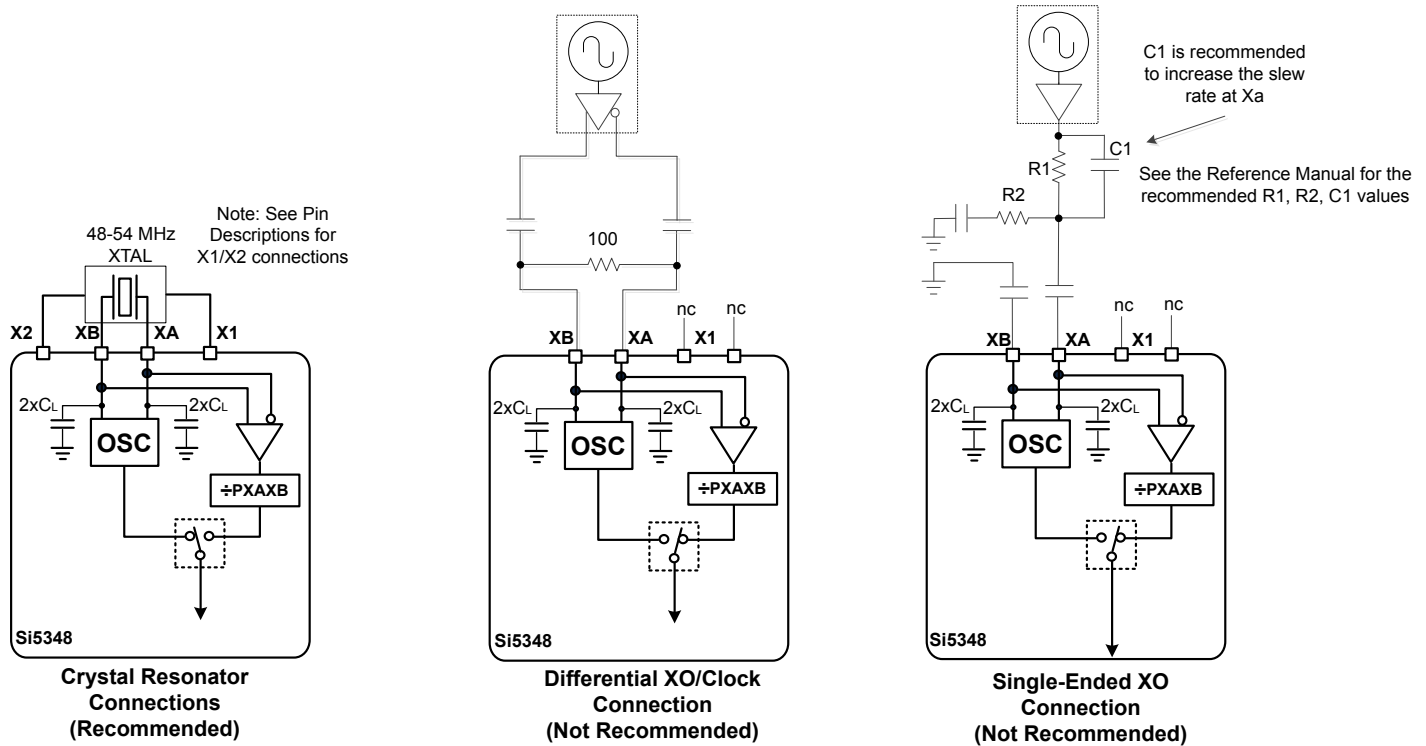 48-54 MHz
XTAL
Note: See Pin
Descriptions for
X1/X2 connections
X2
XB
XA
X1
2xCL
2xCL
OSC
÷PXAXB
Si5348
Crystal Resonator
Connections
(Recommended)
100
nc
nc
XB
XA
X1
2xCL
2xCL
OSC
÷PXAXB
Si5348
Differential XO/Clock
Connection
(Not Recommended)
C1 is recommended
to increase the slew
rate at Xa
C1
R1
See the Reference Manual for the
recommended R1, R2, C1 values
R2
nc
nc
XB
XA
X1
2xCL
2xCL
OSC
÷PXAXB
Si5348
Single-Ended XO
Connection
(Not Recommended)